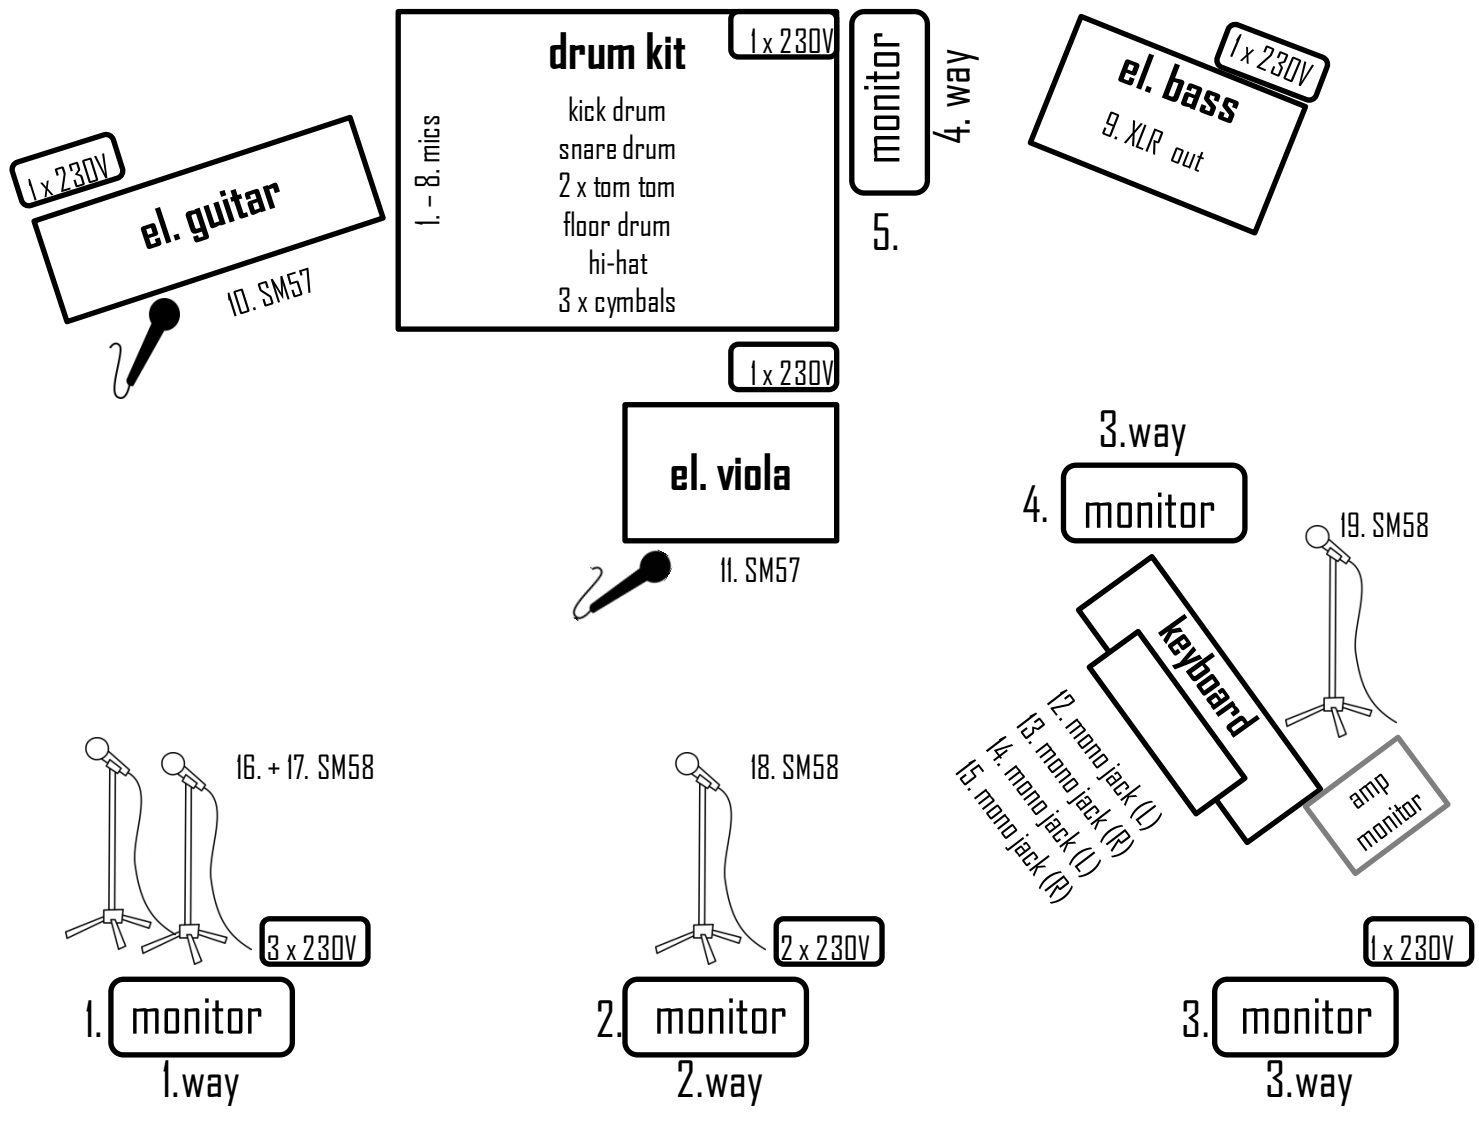 drum kit
1 x 230V
kick drum
snare drum
2 x tom tom
floor drum
hi-hat
3 x cymbals
1. - 8. mics
monitor
4. way
5.
1 x 230V
el. bass
9. XLR out
1 x 230V
el. guitar
10. SM57
1 x 230V
el. viola
11. SM57
3.way
4.
monitor
19. SM58
keyboard
12. mono jack (L)
13. mono jack (R)
14. mono jack (L)
15. mono jack (R)
amp
monitor
16. + 17. SM58
3 x 230V
1.
monitor
1.way
18. SM58
2 x 230V
2.
monitor
2.way
1 x 230V
3.
monitor
3.way